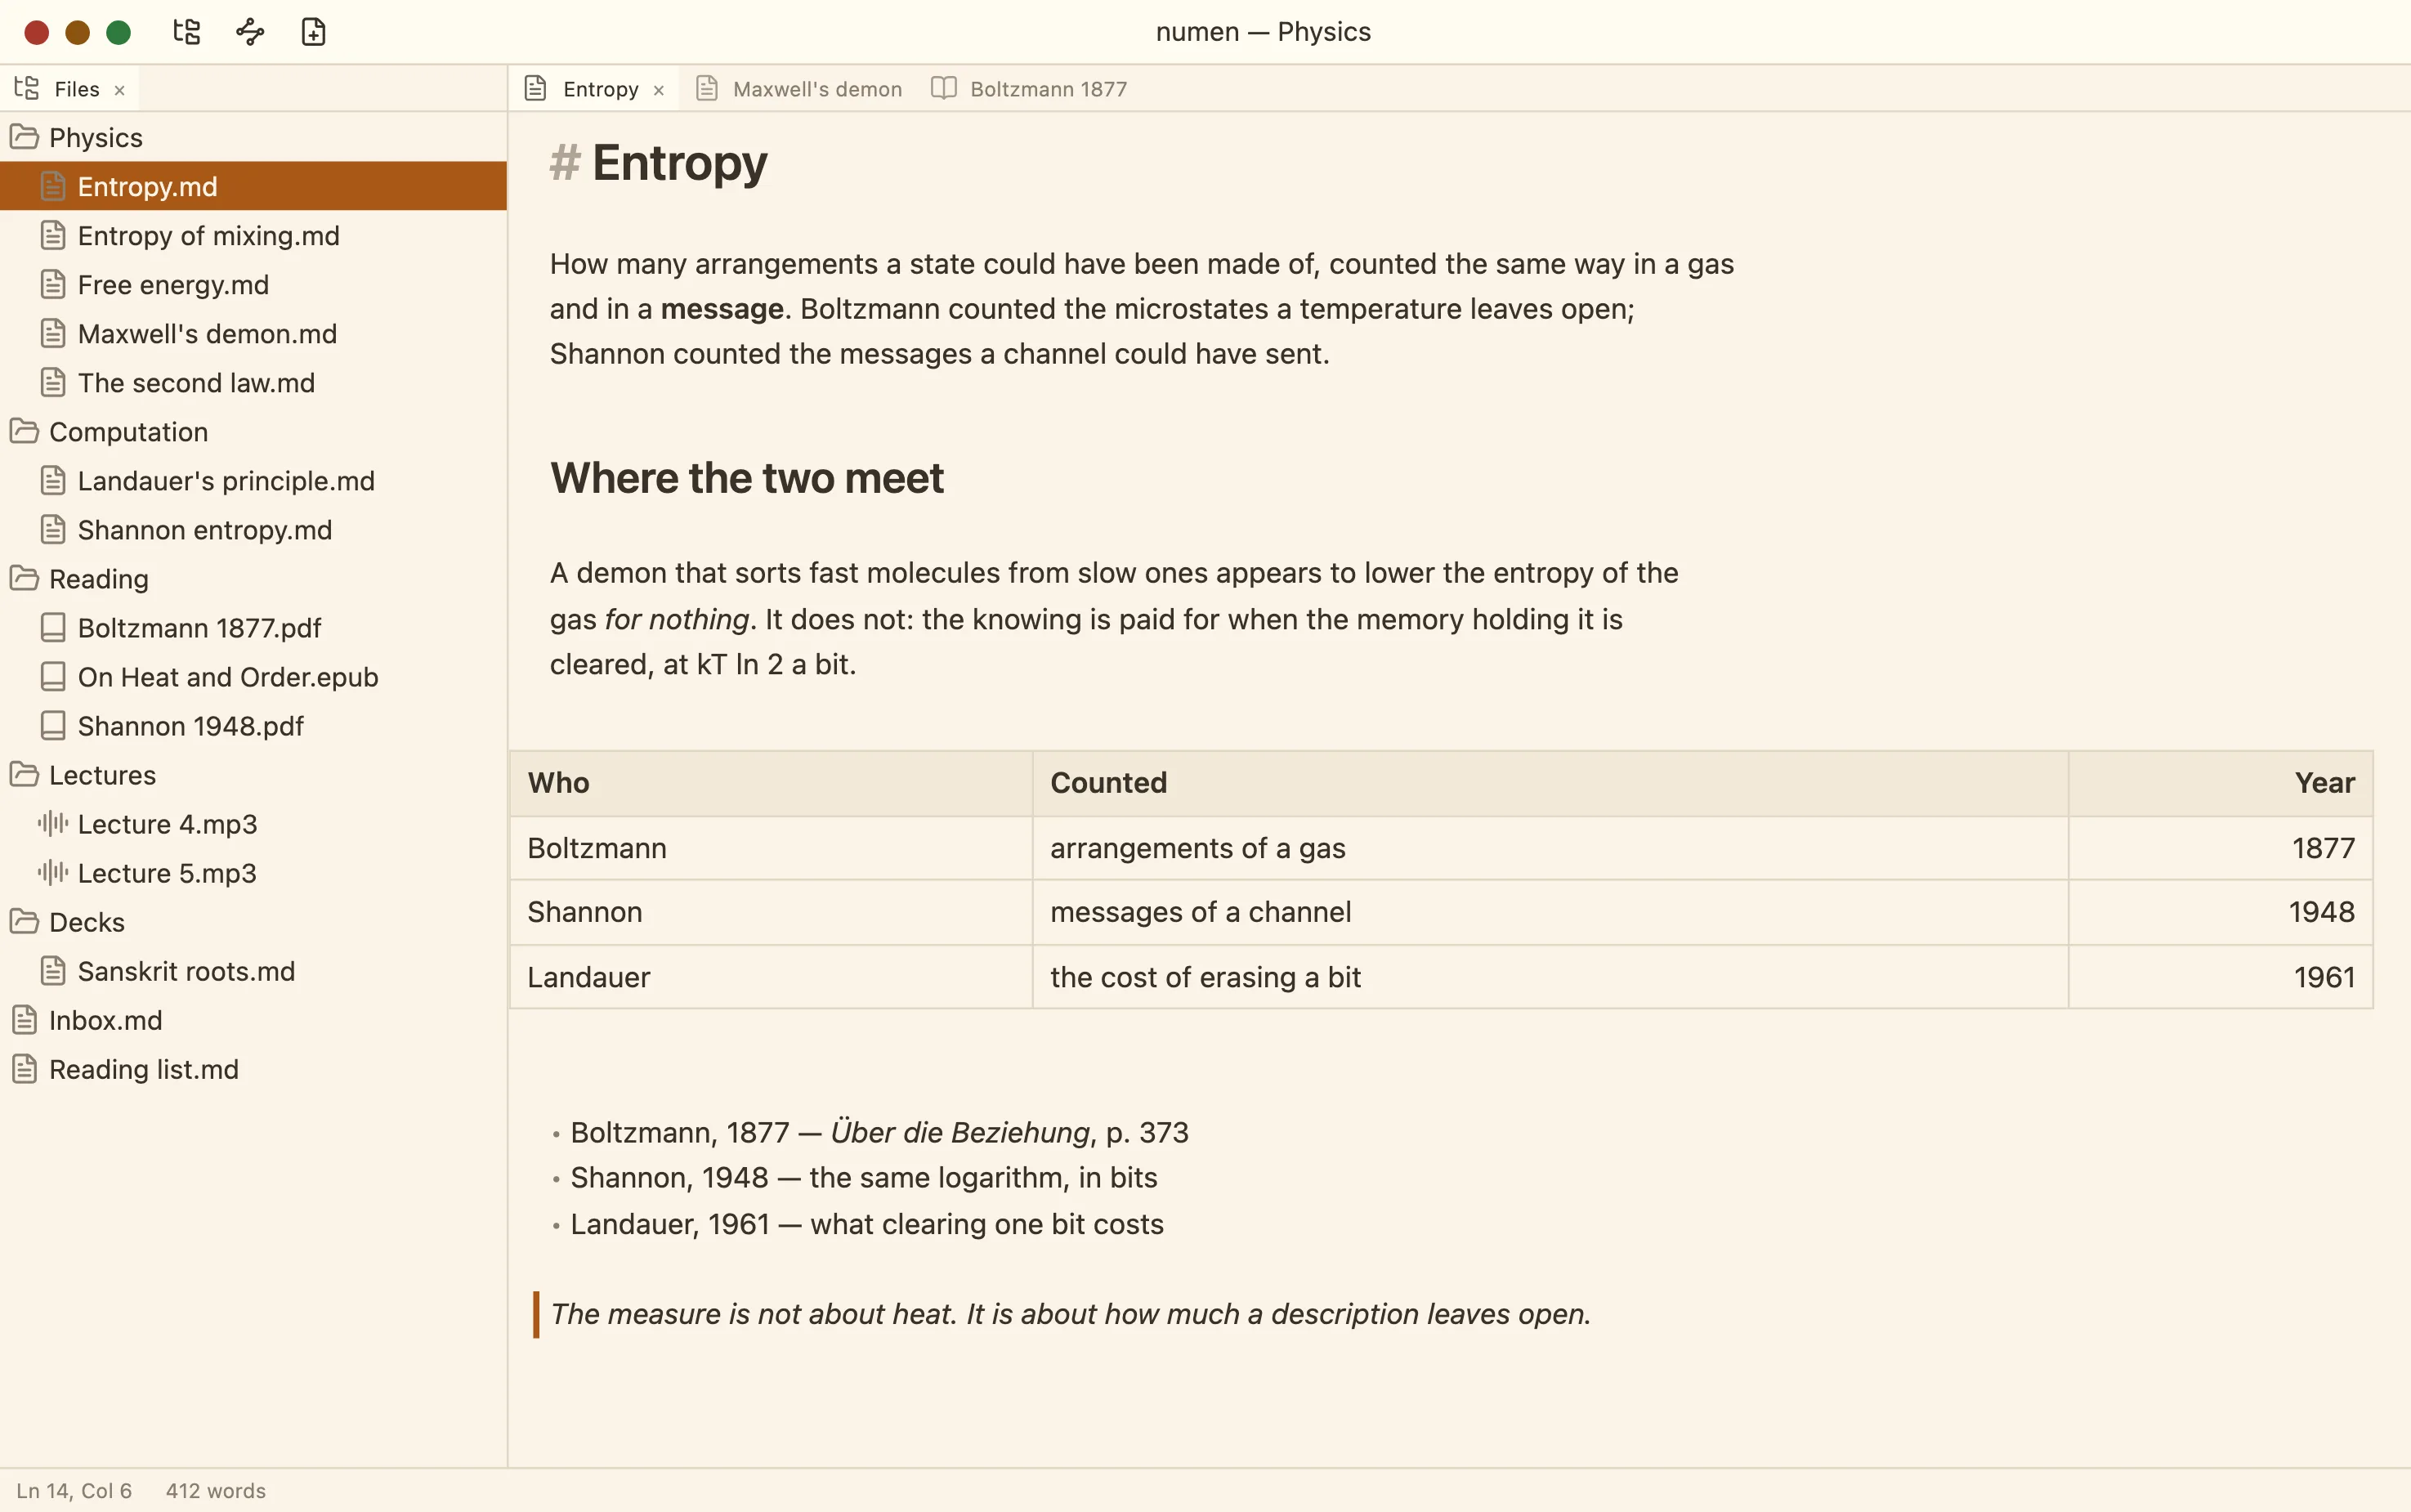 numen — Physics
Files ×
Entropy × Maxwell's demon Boltzmann 1877
Physics
Entropy.md
Entropy of mixing.md
Free energy.md
Maxwell's demon.md
The second law.md
Computation
Landauer's principle.md
Shannon entropy.md
Reading
Boltzmann 1877.pdf
On Heat and Order.epub
Shannon 1948.pdf
Lectures
Lecture 4.mp3
Lecture 5.mp3
Decks
Sanskrit roots.md
Inbox.md
Reading list.md
# Entropy
How many arrangements a state could have been made of, counted the same way in a gas
and in a message. Boltzmann counted the microstates a temperature leaves open;
Shannon counted the messages a channel could have sent.
Where the two meet
A demon that sorts fast molecules from slow ones appears to lower the entropy of the
gas for nothing. It does not: the knowing is paid for when the memory holding it is
cleared, at kT ln 2 a bit.
Who Counted Year
Boltzmann arrangements of a gas 1877
Shannon messages of a channel 1948
Landauer the cost of erasing a bit 1961
• Boltzmann, 1877 — Über die Beziehung, p. 373
• Shannon, 1948 — the same logarithm, in bits
• Landauer, 1961 — what clearing one bit costs
The measure is not about heat. It is about how much a description leaves open.
Ln 14, Col 6 412 words